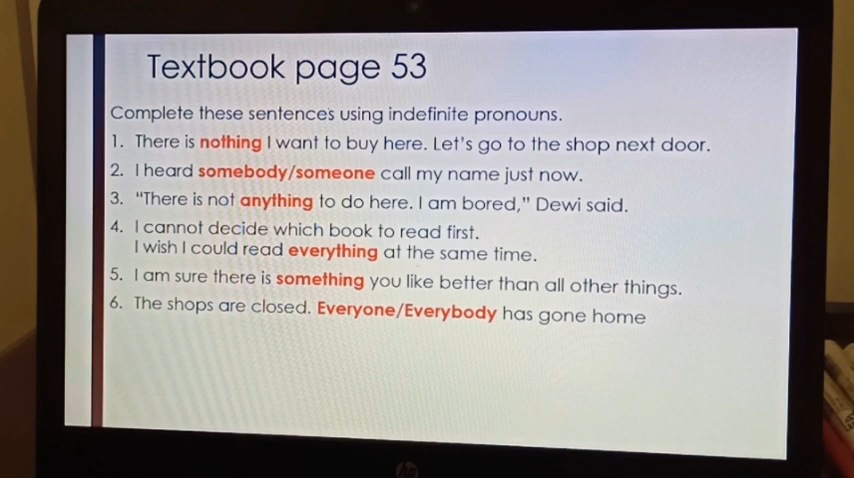 Textbook page 53
Complete these sentences using indefinite pronouns.
1. There is nothing I want to buy here. Let's go to the shop next door.
2. I heard somebody/someone call my name just now.
3. "There is not anything to do here. I am bored," Dewi said.
4. I cannot decide which book to read first.
I wish I could read everything at the same time.
5. I am sure there is something you like better than all other things.
6. The shops are closed. Everyone/Everybody has gone home
hp